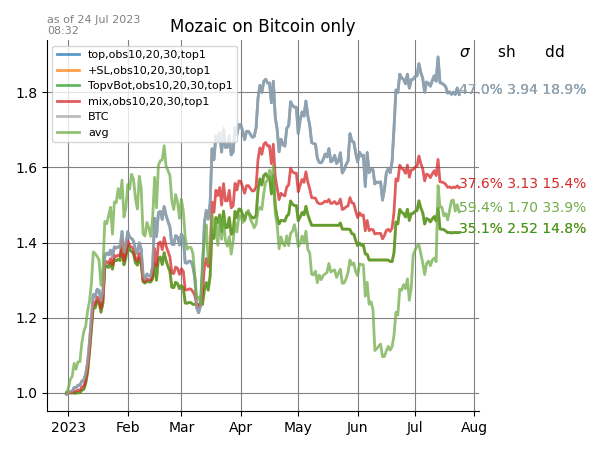 as of 24 Jul 2023
08:32
Mozaic on Bitcoin only
σ sh dd
top,obs10,20,30,top1
+SL,obs10,20,30,top1
TopvBot,obs10,20,30,top1
mix,obs10,20,30,top1
BTC
avg
47.0% 3.94 18.9%
37.6% 3.13 15.4%
59.4% 1.70 33.9%
35.1% 2.52 14.8%
1.8
1.6
1.4
1.2
1.0
2023 Feb Mar Apr May Jun Jul Aug